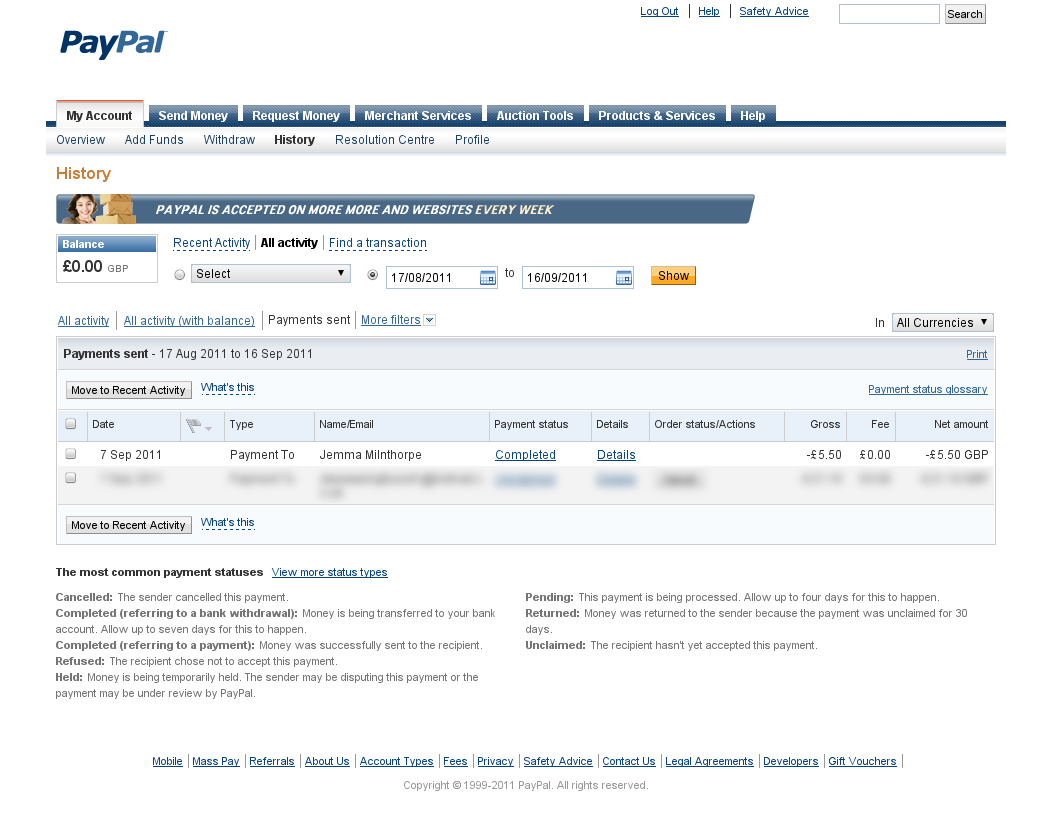 Log Out Help Safety Advice Search
PayPal
My Account Send Money Request Money Merchant Services Auction Tools Products & Services Help
Overview Add Funds Withdraw History Resolution Centre Profile
History
PAYPAL IS ACCEPTED ON MORE MORE AND WEBSITES EVERY WEEK
Balance
£0.00 GBP
Recent Activity All activity Find a transaction
Select 17/08/2011 to 16/09/2011 Show
All activity All activity (with balance) Payments sent More filters
In All Currencies
Payments sent - 17 Aug 2011 to 16 Sep 2011 Print
Move to Recent Activity What's this Payment status glossary
Date Type Name/Email Payment status Details Order status/Actions Gross Fee Net amount
7 Sep 2011 Payment To Jemma Milnthorpe Completed Details -£5.50 £0.00 -£5.50 GBP
Move to Recent Activity What's this
The most common payment statuses View more status types
Cancelled: The sender cancelled this payment.
Completed (referring to a bank withdrawal): Money is being transferred to your bank
account. Allow up to seven days for this to happen.
Completed (referring to a payment): Money was successfully sent to the recipient.
Refused: The recipient chose not to accept this payment.
Held: Money is being temporarily held. The sender may be disputing this payment or the
payment may be under review by PayPal.
Pending: This payment is being processed. Allow up to four days for this to happen.
Returned: Money was returned to the sender because the payment was unclaimed for 30
days.
Unclaimed: The recipient hasn't yet accepted this payment.
Mobile Mass Pay Referrals About Us Account Types Fees Privacy Safety Advice Contact Us Legal Agreements Developers Gift Vouchers
Copyright © 1999-2011 PayPal. All rights reserved.